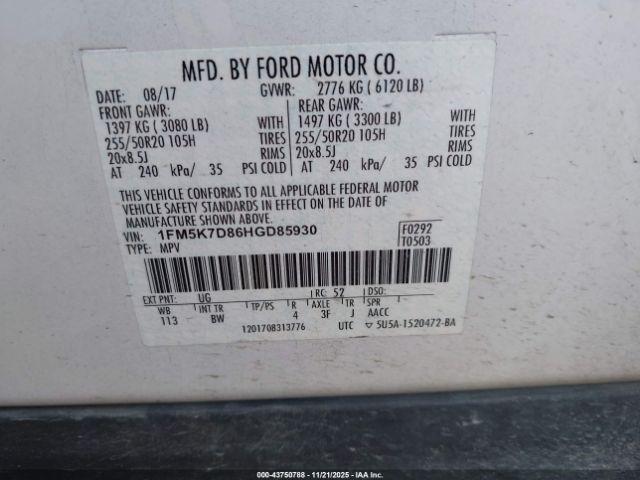 MFD. BY FORD MOTOR CO.
DATE: 08/17 GVWR: 2776 KG ( 6120 LB)
FRONT GAWR: REAR GAWR:
1397 KG ( 3080 LB) WITH 1497 KG ( 3300 LB) WITH
255/50R20 105H TIRES 255/50R20 105H TIRES
20x8.5J RIMS 20x8.5J RIMS
AT 240 kPa/ 35 PSI COLD AT 240 kPa/ 35 PSI COLD
THIS VEHICLE CONFORMS TO ALL APPLICABLE FEDERAL MOTOR
VEHICLE SAFETY STANDARDS IN EFFECT ON THE DATE OF
MANUFACTURE SHOWN ABOVE.
VIN: 1FM5K7D86HGD85930 F0292
TYPE: MPV T0503
EXT PNT: UG RC: 52 DSO:
WB INT TR TP/PS R AXLE TR SPR
113 BW 4 3F J AACC
1201708313776 UTC ▽ 5U5A-1520472-BA
000-43750788 — 11/21/2025 — IAA Inc.